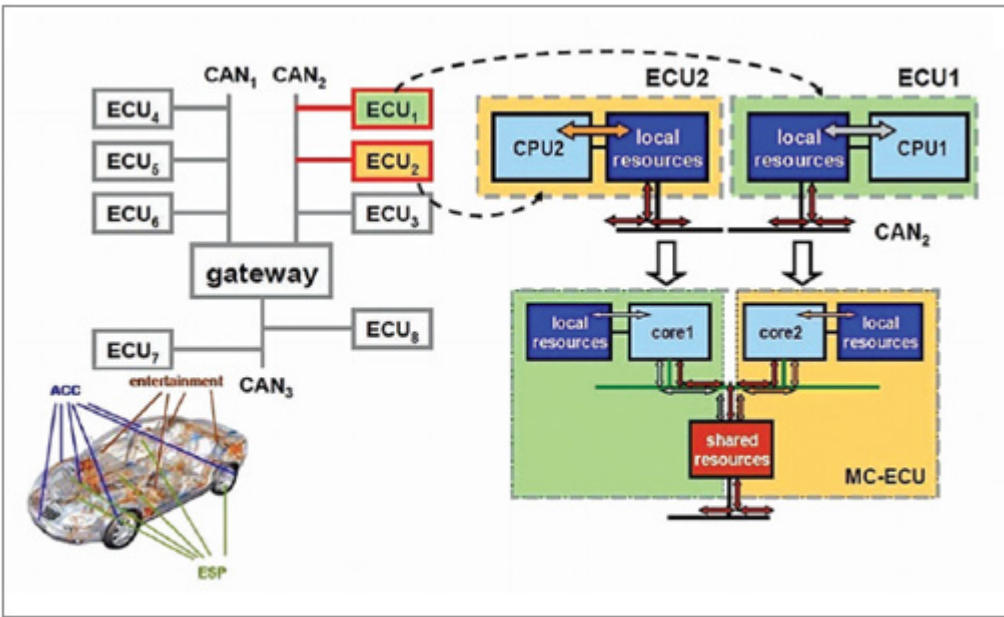 CAN₁
CAN₂
ECU₄
ECU₅
ECU₆
ECU₁
ECU₂
ECU₃
gateway
ECU₇
ECU₈
CAN₃
ACC
entertainment
ESP
ECU2
ECU1
CPU2
local
resources
local
resources
CPU1
CAN₂
local
resources
core1
core2
local
resources
shared
resources
MC-ECU